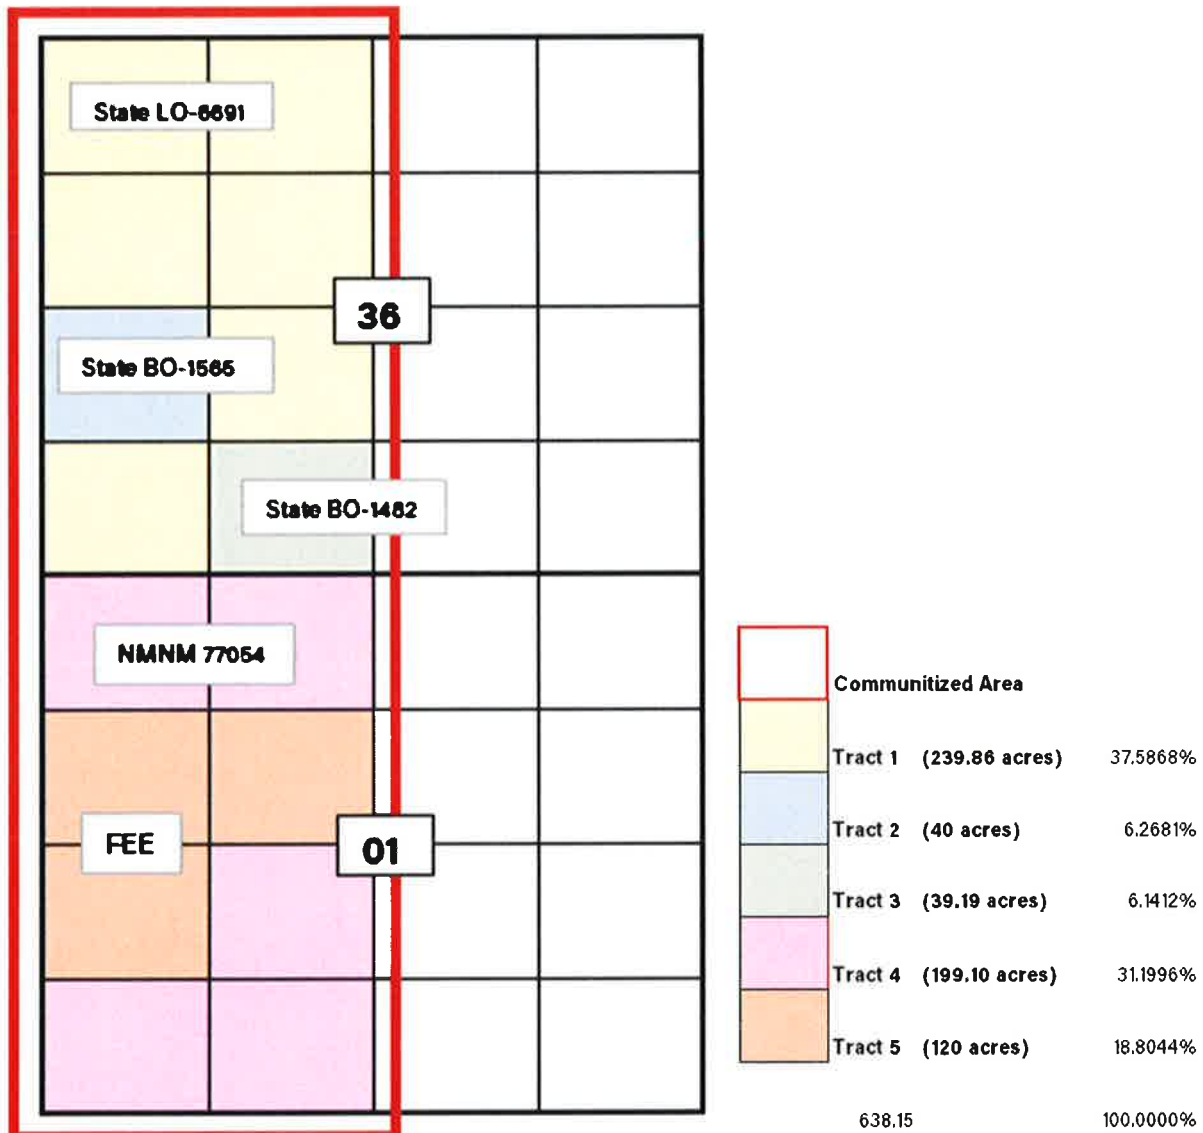 State LO-6691
36
State BO-1565
State BO-1482
NMNM 77054
FEE
01
Communitized Area
Tract 1 (239.86 acres) 37.5868%
Tract 2 (40 acres) 6.2681%
Tract 3 (39.19 acres) 6.1412%
Tract 4 (199.10 acres) 31.1996%
Tract 5 (120 acres) 18.8044%
638.15 100.0000%